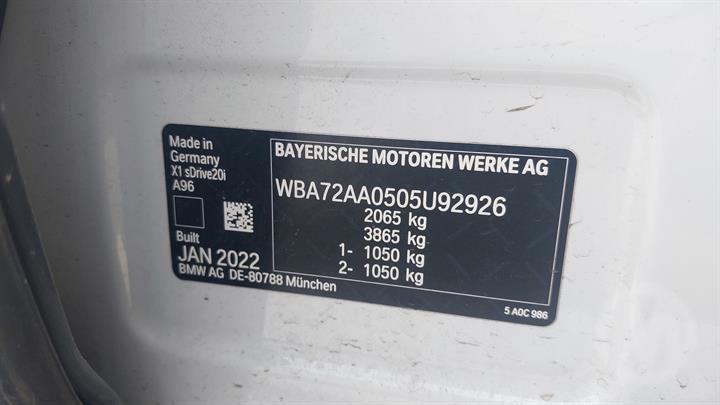 Made in
Germany
X1 sDrive20i
A96
Built
JAN 2022
BMW AG DE-80788 München
BAYERISCHE MOTOREN WERKE AG
WBA72AA0505U92926
2065 kg
3865 kg
1- 1050 kg
2- 1050 kg
5 A0C 986